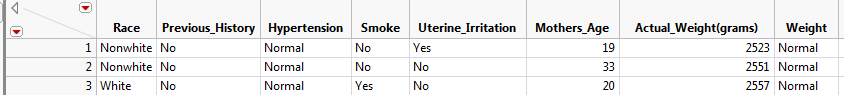 Race Previous_History Hypertension Smoke Uterine_Irritation Mothers_Age Actual_Weight(grams) Weight
1 Nonwhite No Normal No Yes 19 2523 Normal
2 Nonwhite No Normal No No 33 2551 Normal
3 White No Normal Yes No 20 2557 Normal